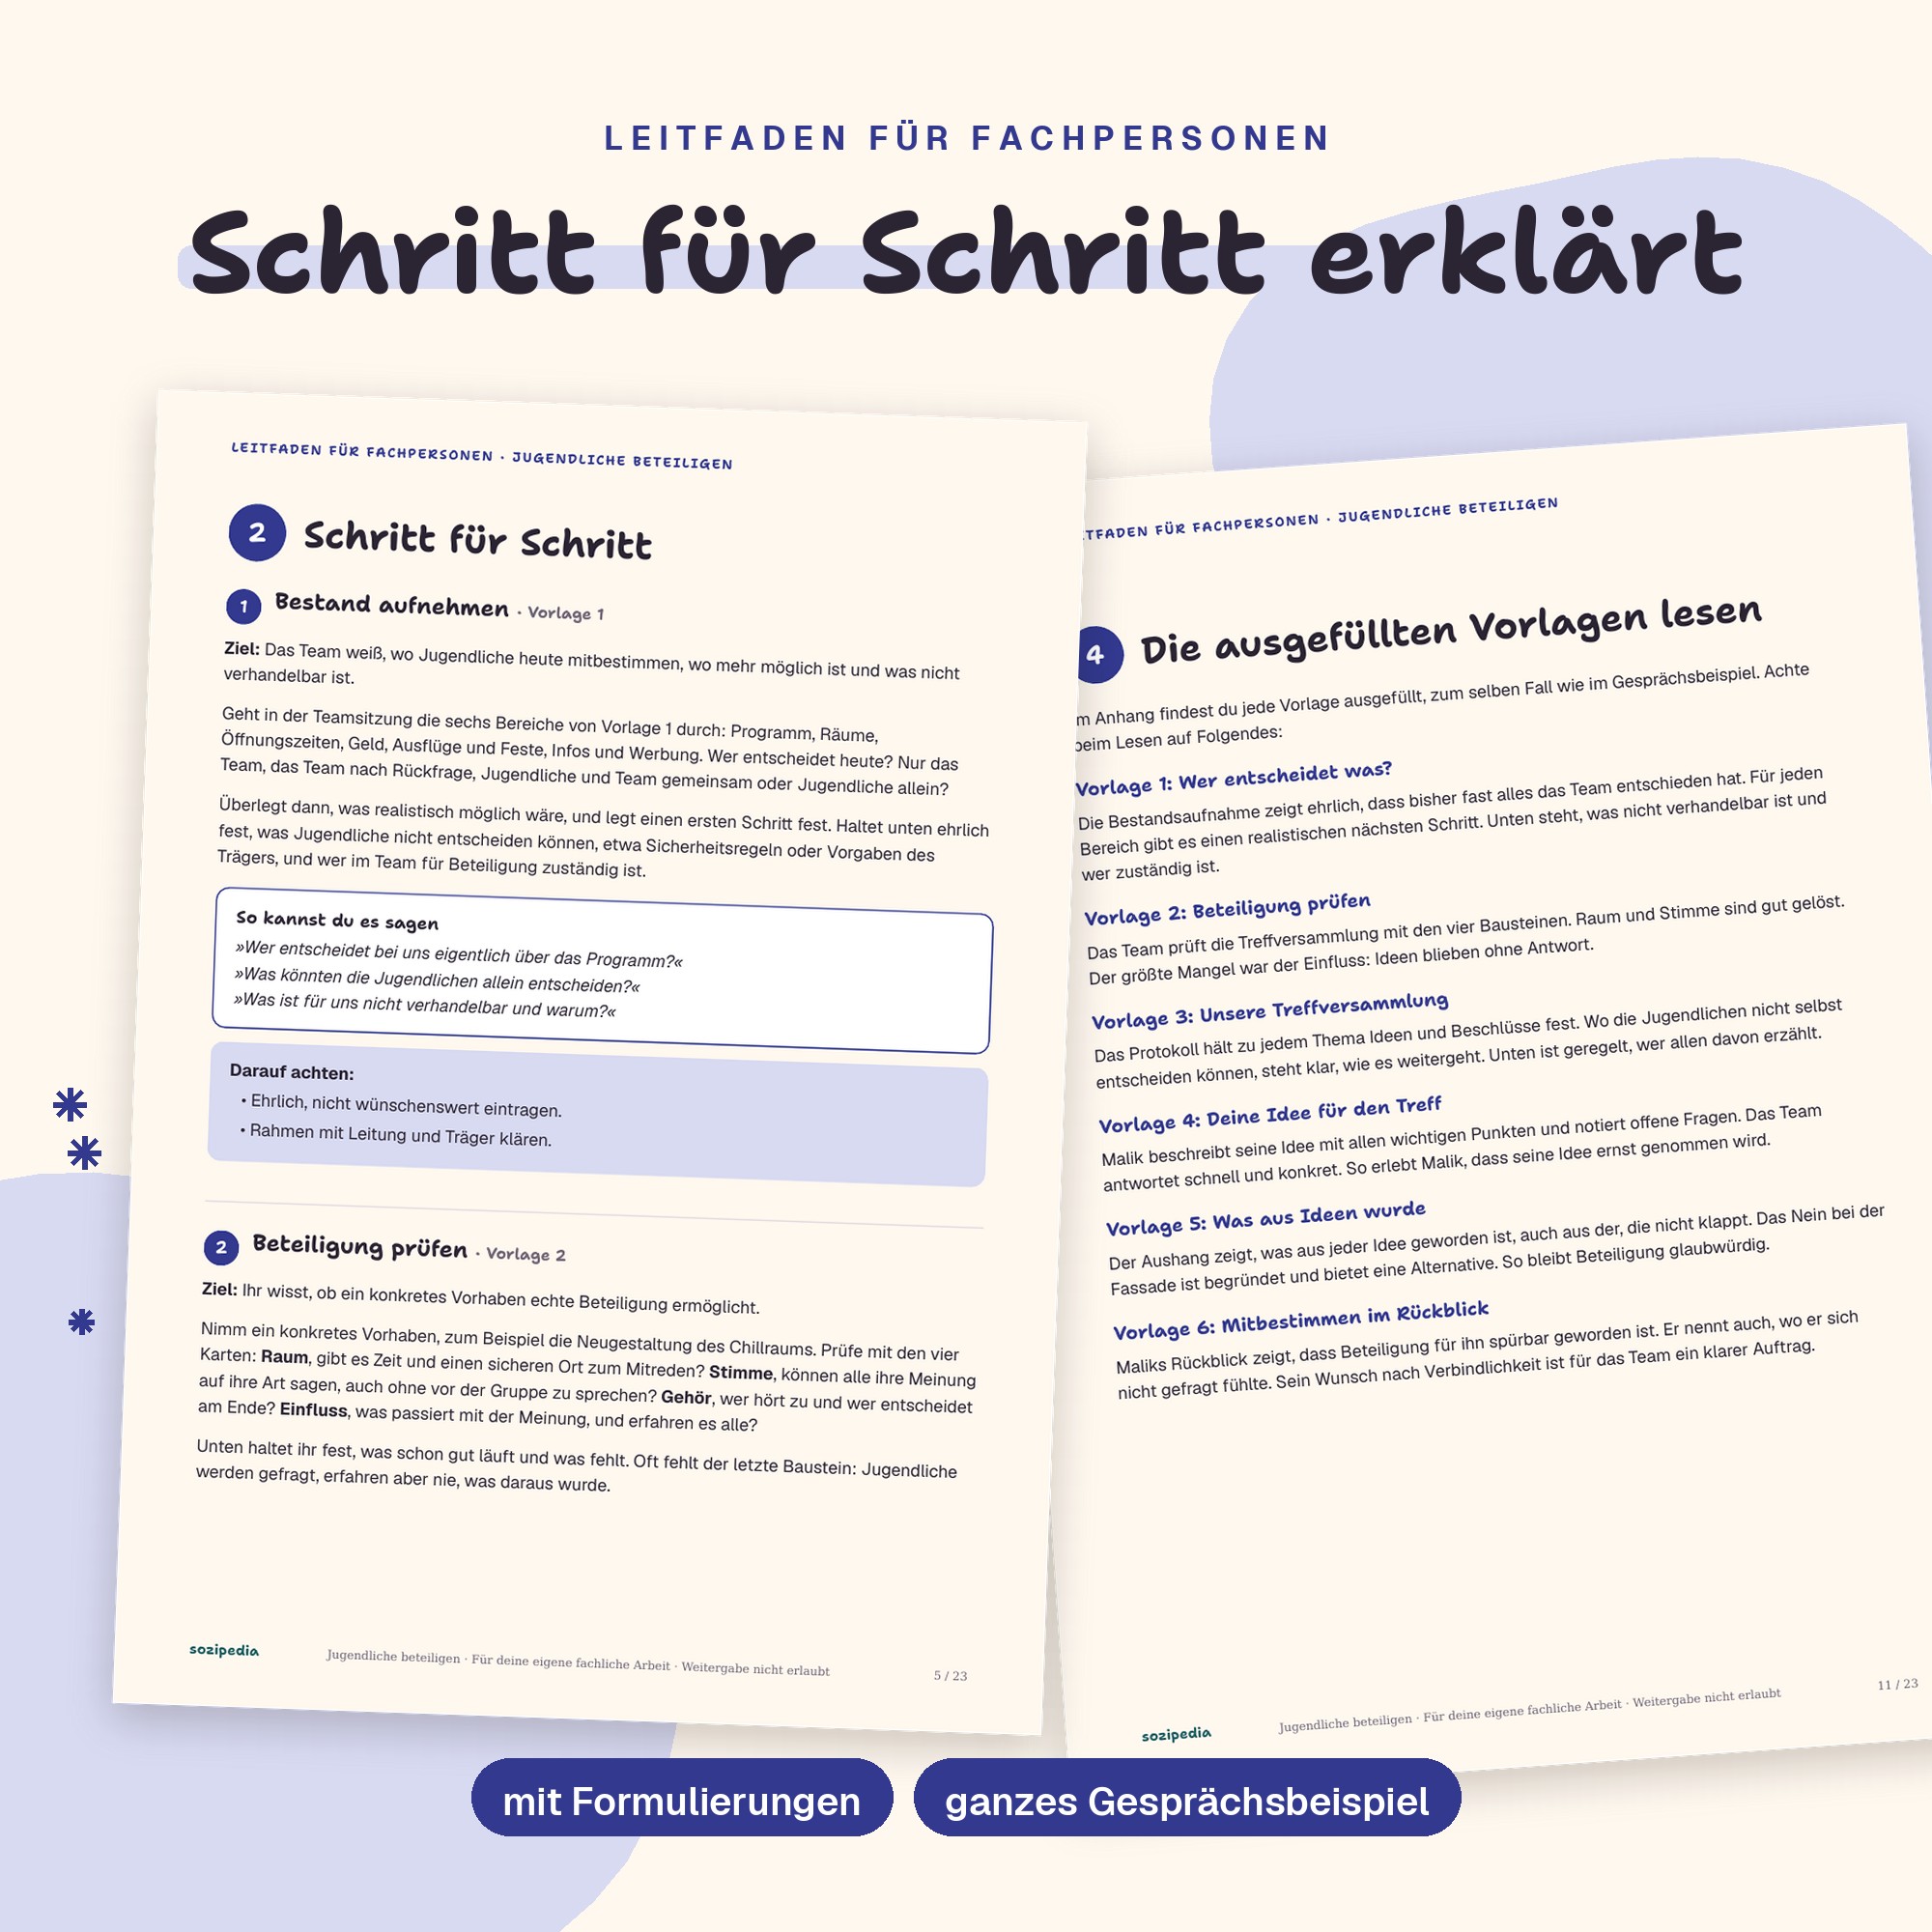 LEITFADEN FÜR FACHPERSONEN
Schritt für Schritt erklärt
LEITFADEN FÜR FACHPERSONEN · JUGENDLICHE BETEILIGEN
2 Schritt für Schritt
1 Bestand aufnehmen · Vorlage 1
Ziel: Das Team weiß, wo Jugendliche heute mitbestimmen, wo mehr möglich ist und was nicht
verhandelbar ist.
Geht in der Teamsitzung die sechs Bereiche von Vorlage 1 durch: Programm, Räume,
Öffnungszeiten, Geld, Ausflüge und Feste, Infos und Werbung. Wer entscheidet heute? Nur das
Team, das Team nach Rückfrage, Jugendliche und Team gemeinsam oder Jugendliche allein?
Überlegt dann, was realistisch möglich wäre, und legt einen ersten Schritt fest. Haltet unten ehrlich
fest, was Jugendliche nicht entscheiden können, etwa Sicherheitsregeln oder Vorgaben des
Trägers, und wer im Team für Beteiligung zuständig ist.
So kannst du es sagen
»Wer entscheidet bei uns eigentlich über das Programm?«
»Was könnten die Jugendlichen allein entscheiden?«
»Was ist für uns nicht verhandelbar und warum?«
Darauf achten:
• Ehrlich, nicht wünschenswert eintragen.
• Rahmen mit Leitung und Träger klären.
2 Beteiligung prüfen · Vorlage 2
Ziel: Ihr wisst, ob ein konkretes Vorhaben echte Beteiligung ermöglicht.
Nimm ein konkretes Vorhaben, zum Beispiel die Neugestaltung des Chillraums. Prüfe mit den vier
Karten: Raum, gibt es Zeit und einen sicheren Ort zum Mitreden? Stimme, können alle ihre Meinung
auf ihre Art sagen, auch ohne vor der Gruppe zu sprechen? Gehör, wer hört zu und wer entscheidet
am Ende? Einfluss, was passiert mit der Meinung, und erfahren es alle?
Unten haltet ihr fest, was schon gut läuft und was fehlt. Oft fehlt der letzte Baustein: Jugendliche
werden gefragt, erfahren aber nie, was daraus wurde.
sozipedia
Jugendliche beteiligen · Für deine eigene fachliche Arbeit · Weitergabe nicht erlaubt
5 / 23
FÜR FACHPERSONEN · JUGENDLICHE BETEILIGEN
4 Die ausgefüllten Vorlagen lesen
Anhang findest du jede Vorlage ausgefüllt, zum selben Fall wie im Gesprächsbeispiel. Achte
beim Lesen auf Folgendes:
Vorlage 1: Wer entscheidet was?
Die Bestandsaufnahme zeigt ehrlich, dass bisher fast alles das Team entschieden hat. Für jeden
Bereich gibt es einen realistischen nächsten Schritt. Unten steht, was nicht verhandelbar ist und
wer zuständig ist.
Vorlage 2: Beteiligung prüfen
Das Team prüft die Treffversammlung mit den vier Bausteinen. Raum und Stimme sind gut gelöst.
Der größte Mangel war der Einfluss: Ideen blieben ohne Antwort.
Vorlage 3: Unsere Treffversammlung
Das Protokoll hält zu jedem Thema Ideen und Beschlüsse fest. Wo die Jugendlichen nicht selbst
entscheiden können, steht klar, wie es weitergeht. Unten ist geregelt, wer allen davon erzählt.
Vorlage 4: Deine Idee für den Treff
Malik beschreibt seine Idee mit allen wichtigen Punkten und notiert offene Fragen. Das Team
antwortet schnell und konkret. So erlebt Malik, dass seine Idee ernst genommen wird.
Vorlage 5: Was aus Ideen wurde
Der Aushang zeigt, was aus jeder Idee geworden ist, auch aus der, die nicht klappt. Das Nein bei der
Fassade ist begründet und bietet eine Alternative. So bleibt Beteiligung glaubwürdig.
Vorlage 6: Mitbestimmen im Rückblick
Maliks Rückblick zeigt, dass Beteiligung für ihn spürbar geworden ist. Er nennt auch, wo er sich
nicht gefragt fühlte. Sein Wunsch nach Verbindlichkeit ist für das Team ein klarer Auftrag.
sozipedia
Jugendliche beteiligen · Für deine eigene fachliche Arbeit · Weitergabe nicht erlaubt
11 / 23
mit Formulierungen
ganzes Gesprächsbeispiel